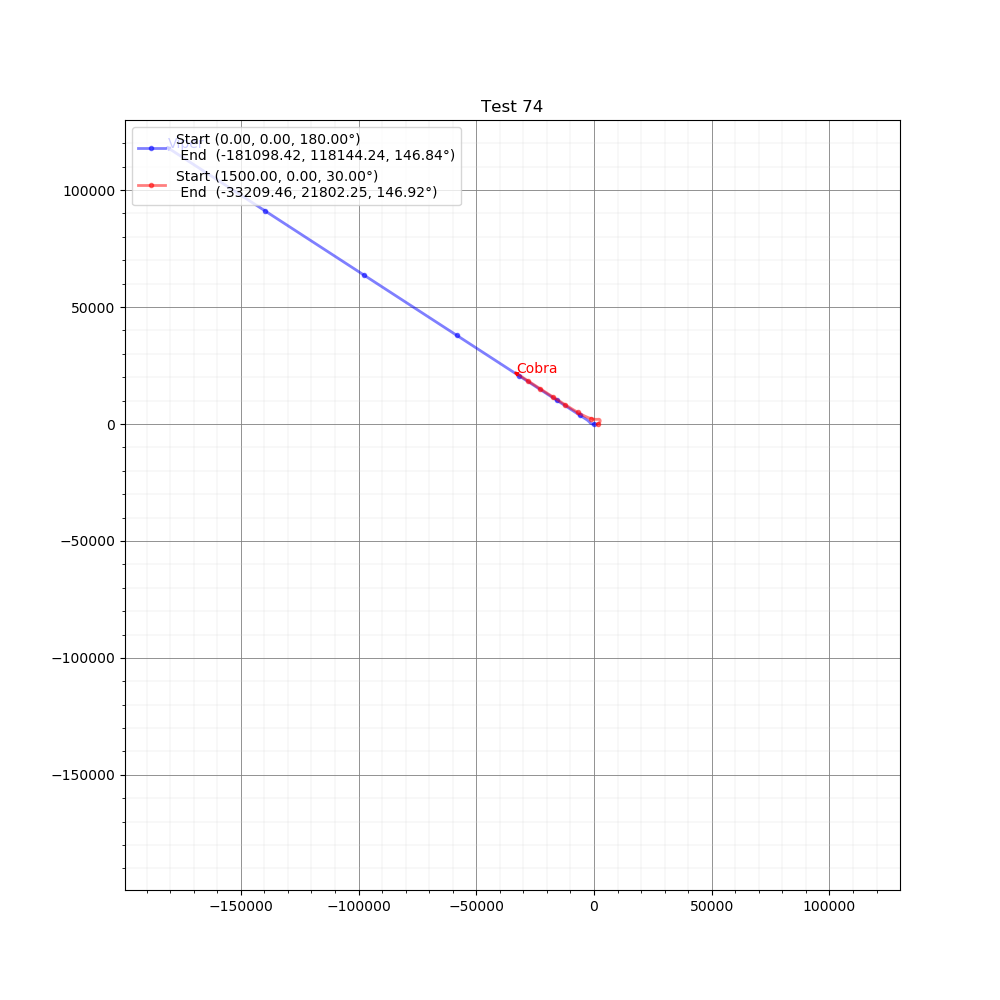 Test 74
Start (0.00, 0.00, 180.00°)
End (-181098.42, 118144.24, 146.84°)
Start (1500.00, 0.00, 30.00°)
End (-33209.46, 21802.25, 146.92°)
Cobra
100000
50000
0
−50000
−100000
−150000
−150000
−100000
−50000
0
50000
100000